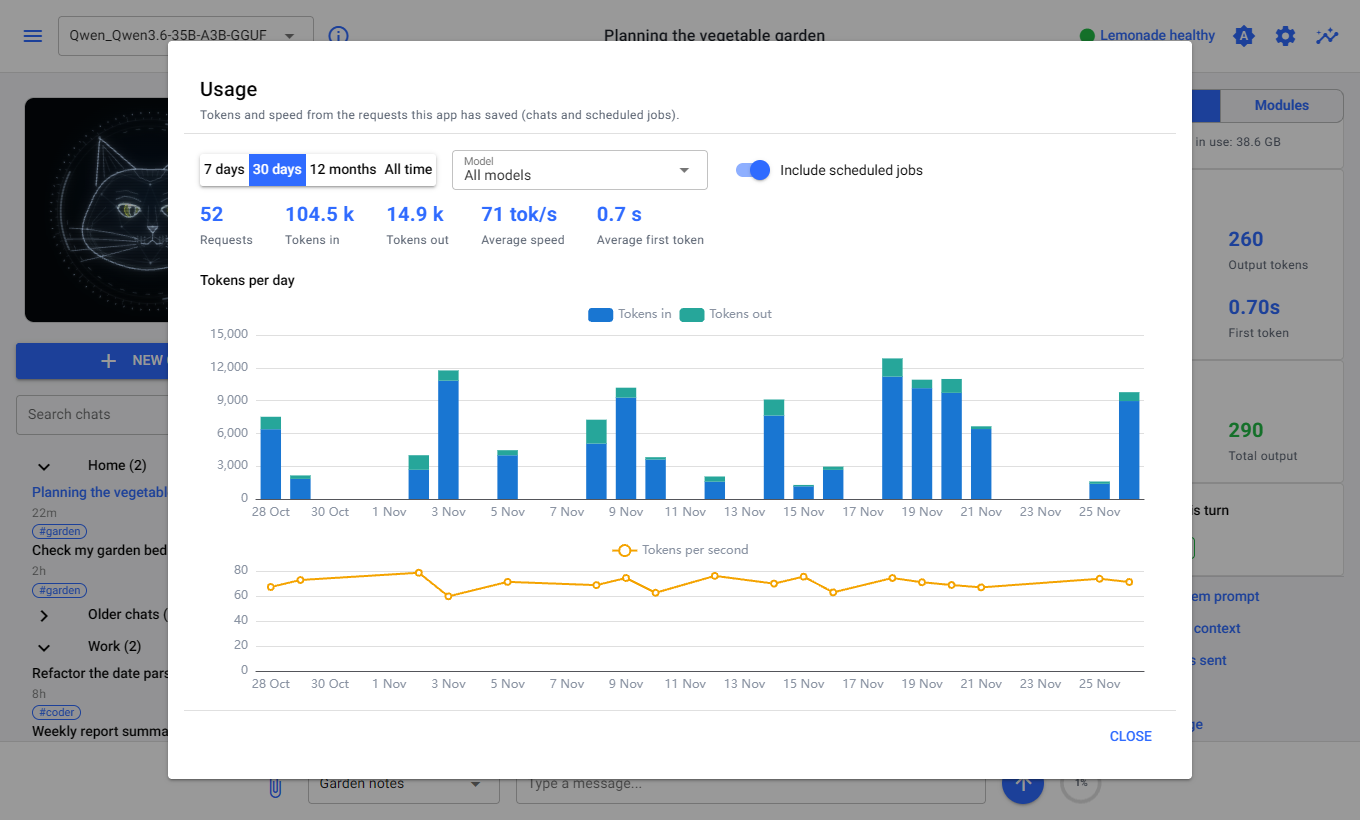 Qwen_Qwen3.6-35B-A3B-GGUF
Planning the vegetable garden
Lemonade healthy
A
Usage
Tokens and speed from the requests this app has saved (chats and scheduled jobs).
7 days 30 days 12 months All time
Model
All models
Include scheduled jobs
52 104.5 k 14.9 k 71 tok/s 0.7 s
Requests Tokens in Tokens out Average speed Average first token
Tokens per day
Tokens in Tokens out
15,000
12,000
9,000
6,000
3,000
0
28 Oct 30 Oct 1 Nov 3 Nov 5 Nov 7 Nov 9 Nov 11 Nov 13 Nov 15 Nov 17 Nov 19 Nov 21 Nov 23 Nov 25 Nov
Tokens per second
80
60
40
20
0
28 Oct 30 Oct 1 Nov 3 Nov 5 Nov 7 Nov 9 Nov 11 Nov 13 Nov 15 Nov 17 Nov 19 Nov 21 Nov 23 Nov 25 Nov
CLOSE
NEW
Search chats
Home (2)
Planning the vegetabl
22m
#garden
Check my garden bed
2h
#garden
Older chats (
Work (2)
Refactor the date pars
8h
#coder
Weekly report summa
Modules
in use: 38.6 GB
260
Output tokens
0.70s
First token
290
Total output
turn
em prompt
context
sent
Garden notes
Type a message...
1%